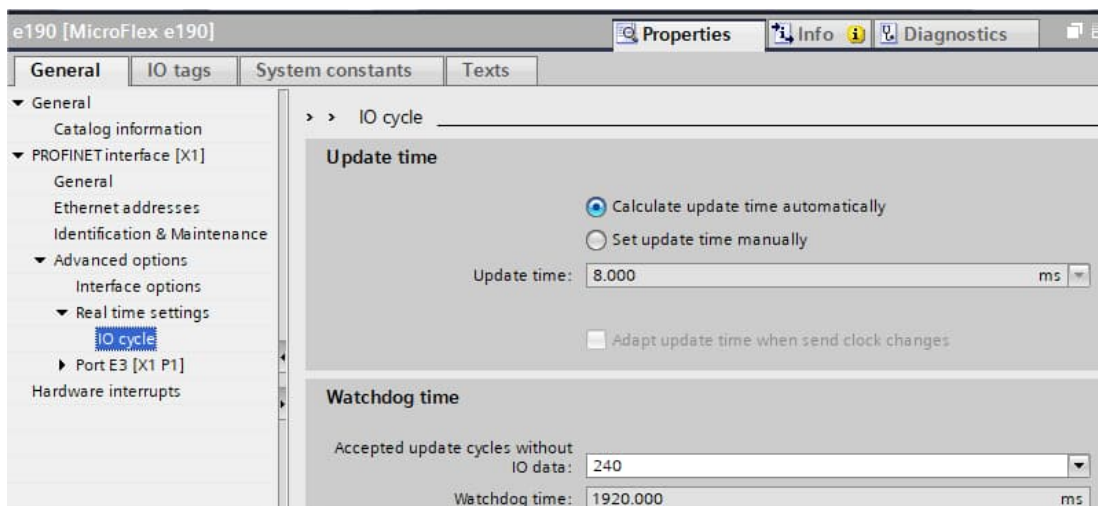 e190 [MicroFlex e190]
Properties
Info
Diagnostics
General
IO tags
System constants
Texts
General
Catalog information
PROFINET interface [X1]
General
Ethernet addresses
Identification & Maintenance
Advanced options
Interface options
Real time settings
IO cycle
Port E3 [X1 P1]
Hardware interrupts
> > IO cycle
Update time
Calculate update time automatically
Set update time manually
Update time: 8.000 ms
Adapt update time when send clock changes
Watchdog time
Accepted update cycles without
IO data: 240
Watchdog time: 1920.000 ms